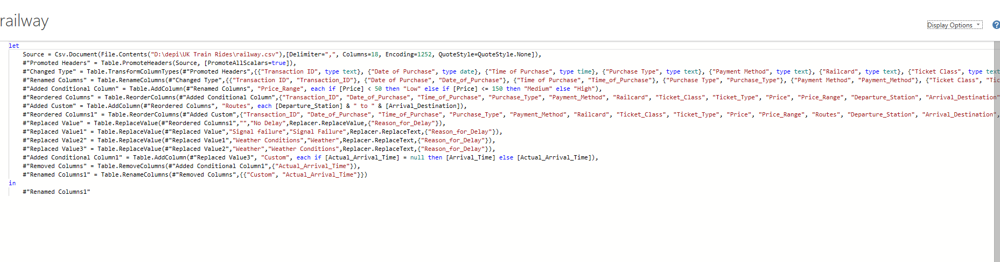 railway
Display Options
?
let
Source = Csv.Document(File.Contents("D:\depi\UK Train Rides\railway.csv"),[Delimiter=",", Columns=18, Encoding=1252, QuoteStyle=QuoteStyle.None]),
#"Promoted Headers" = Table.PromoteHeaders(Source, [PromoteAllScalars=true]),
#"Changed Type" = Table.TransformColumnTypes(#"Promoted Headers",{{"Transaction ID", type text}, {"Date of Purchase", type date}, {"Time of Purchase", type time}, {"Purchase Type", type text}, {"Payment Method", type text}, {"Railcard", type text}, {"Ticket Class", type text
#"Renamed Columns" = Table.RenameColumns(#"Changed Type",{{"Transaction ID", "Transaction_ID"}, {"Date of Purchase", "Date_of_Purchase"}, {"Time of Purchase", "Time_of_Purchase"}, {"Purchase Type", "Purchase_Type"}, {"Payment Method", "Payment_Method"}, {"Ticket Class", "Tic
#"Added Conditional Column" = Table.AddColumn(#"Renamed Columns", "Price_Range", each if [Price] < 50 then "Low" else if [Price] <= 150 then "Medium" else "High"),
#"Reordered Columns" = Table.ReorderColumns(#"Added Conditional Column",{"Transaction_ID", "Date_of_Purchase", "Time_of_Purchase", "Purchase_Type", "Payment_Method", "Railcard", "Ticket_Class", "Ticket_Type", "Price", "Price_Range", "Departure_Station", "Arrival_Destination"
#"Added Custom" = Table.AddColumn(#"Reordered Columns", "Routes", each [Departure_Station] & " to " & [Arrival_Destination]),
#"Reordered Columns1" = Table.ReorderColumns(#"Added Custom",{"Transaction_ID", "Date_of_Purchase", "Time_of_Purchase", "Purchase_Type", "Payment_Method", "Railcard", "Ticket_Class", "Ticket_Type", "Price", "Price_Range", "Routes", "Departure_Station", "Arrival_Destination",
#"Replaced Value" = Table.ReplaceValue(#"Reordered Columns1","","No Delay",Replacer.ReplaceValue,{"Reason_for_Delay"}),
#"Replaced Value1" = Table.ReplaceValue(#"Replaced Value","Signal failure","Signal Failure",Replacer.ReplaceText,{"Reason_for_Delay"}),
#"Replaced Value2" = Table.ReplaceValue(#"Replaced Value1","Weather Conditions","Weather",Replacer.ReplaceText,{"Reason_for_Delay"}),
#"Replaced Value3" = Table.ReplaceValue(#"Replaced Value2","Weather","Weather Conditions",Replacer.ReplaceText,{"Reason_for_Delay"}),
#"Added Conditional Column1" = Table.AddColumn(#"Replaced Value3", "Custom", each if [Actual_Arrival_Time] = null then [Arrival_Time] else [Actual_Arrival_Time]),
#"Removed Columns" = Table.RemoveColumns(#"Added Conditional Column1",{"Actual_Arrival_Time"}),
#"Renamed Columns1" = Table.RenameColumns(#"Removed Columns",{{"Custom", "Actual_Arrival_Time"}})
in
#"Renamed Columns1"